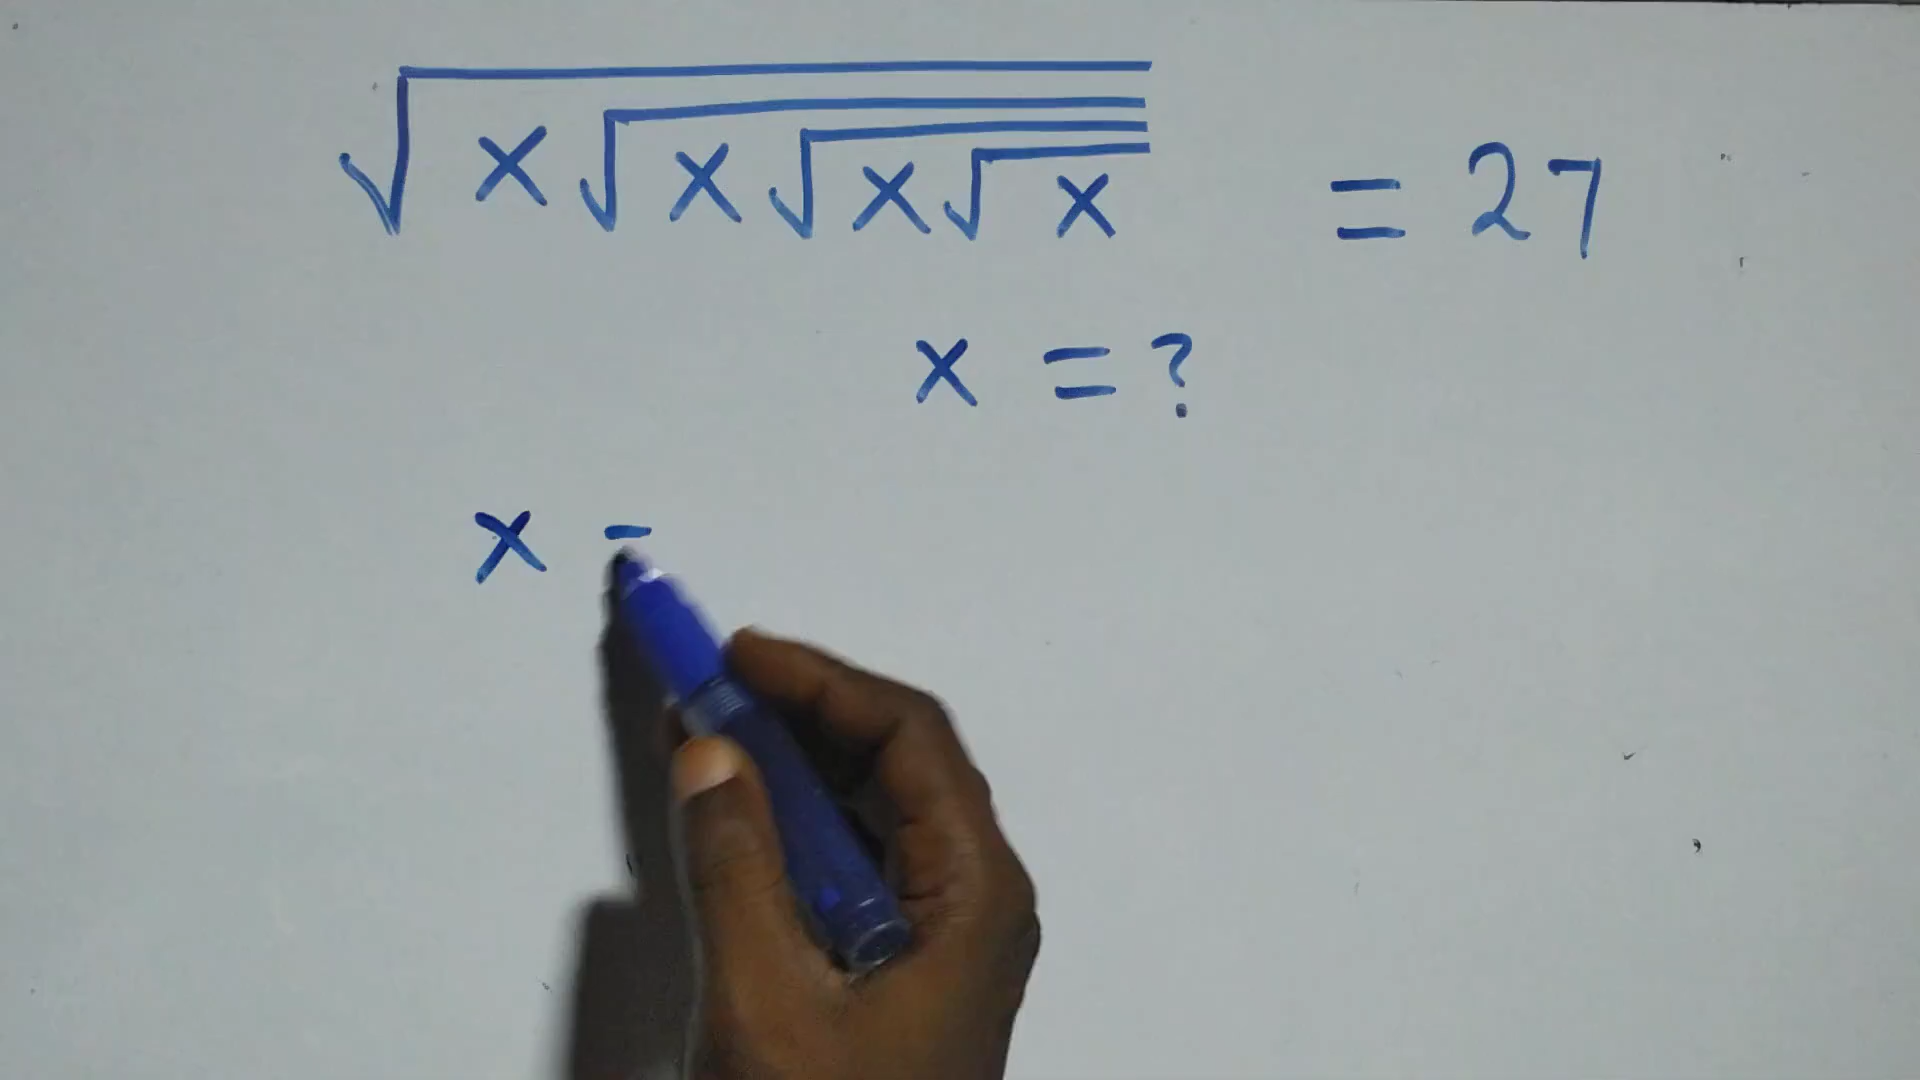 √(x√(x√(x√x))) = 27
x = ?
x =